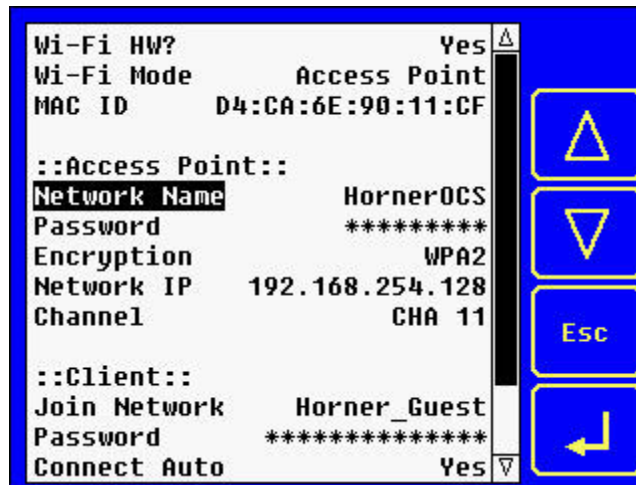 Wi-Fi HW? Yes
Wi-Fi Mode Access Point
MAC ID D4:CA:6E:90:11:CF
::Access Point::
Network Name HornerOCS
Password *********
Encryption WPA2
Network IP 192.168.254.128
Channel CHA 11
::Client::
Join Network Horner_Guest
Password **************
Connect Auto Yes
Esc